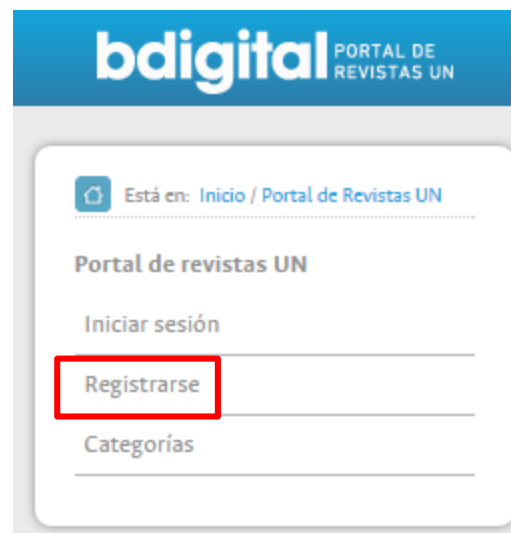 bdigital PORTAL DE
REVISTAS UN
Está en: Inicio / Portal de Revistas UN
Portal de revistas UN
Iniciar sesión
Registrarse
Categorías